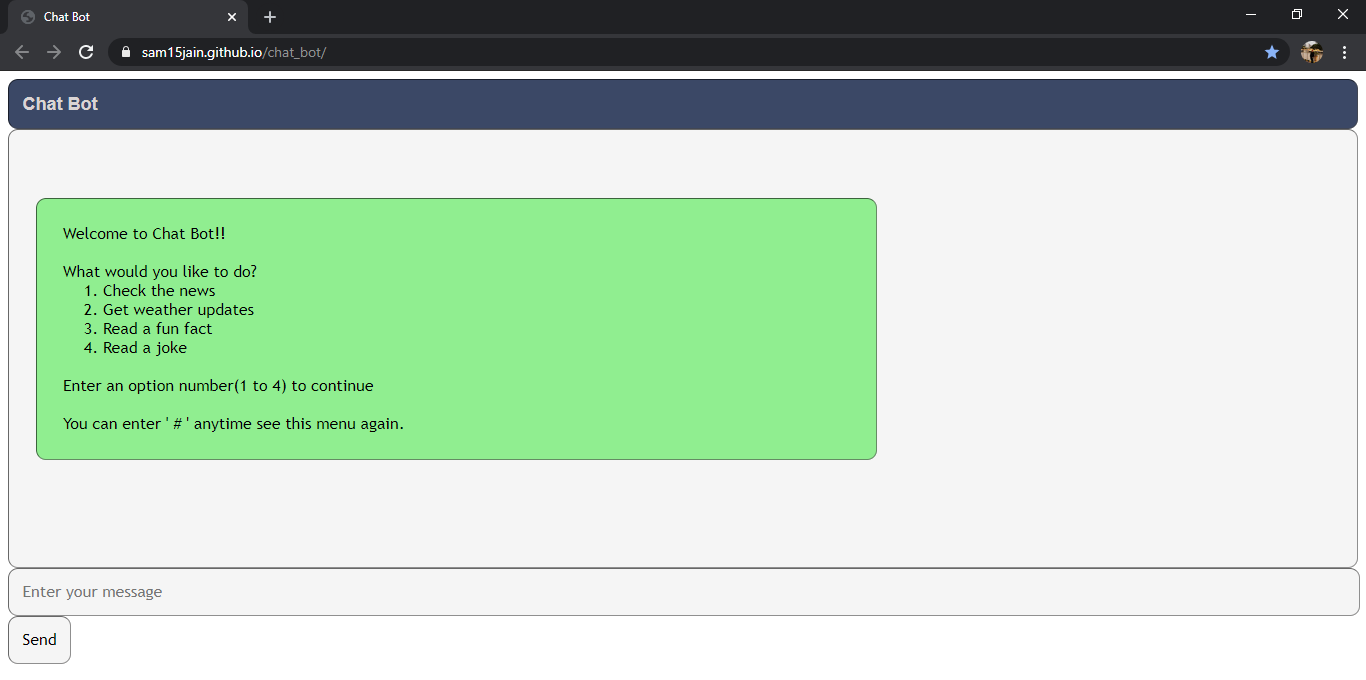 Chat Bot
sam15jain.github.io/chat_bot/
Chat Bot
Welcome to Chat Bot!!
What would you like to do?
1. Check the news
2. Get weather updates
3. Read a fun fact
4. Read a joke
Enter an option number(1 to 4) to continue
You can enter ' # ' anytime see this menu again.
Enter your message
Send